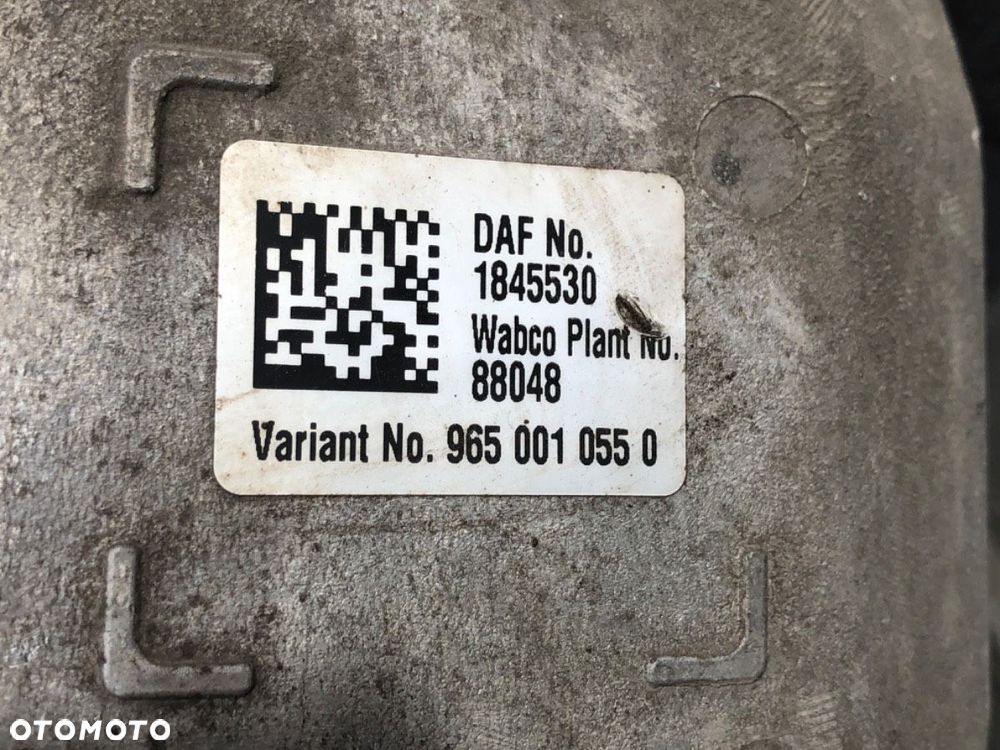 DAF No.
1845530
Wabco Plant No.
88048
Variant No. 965 001 055 0
OTOMOTO